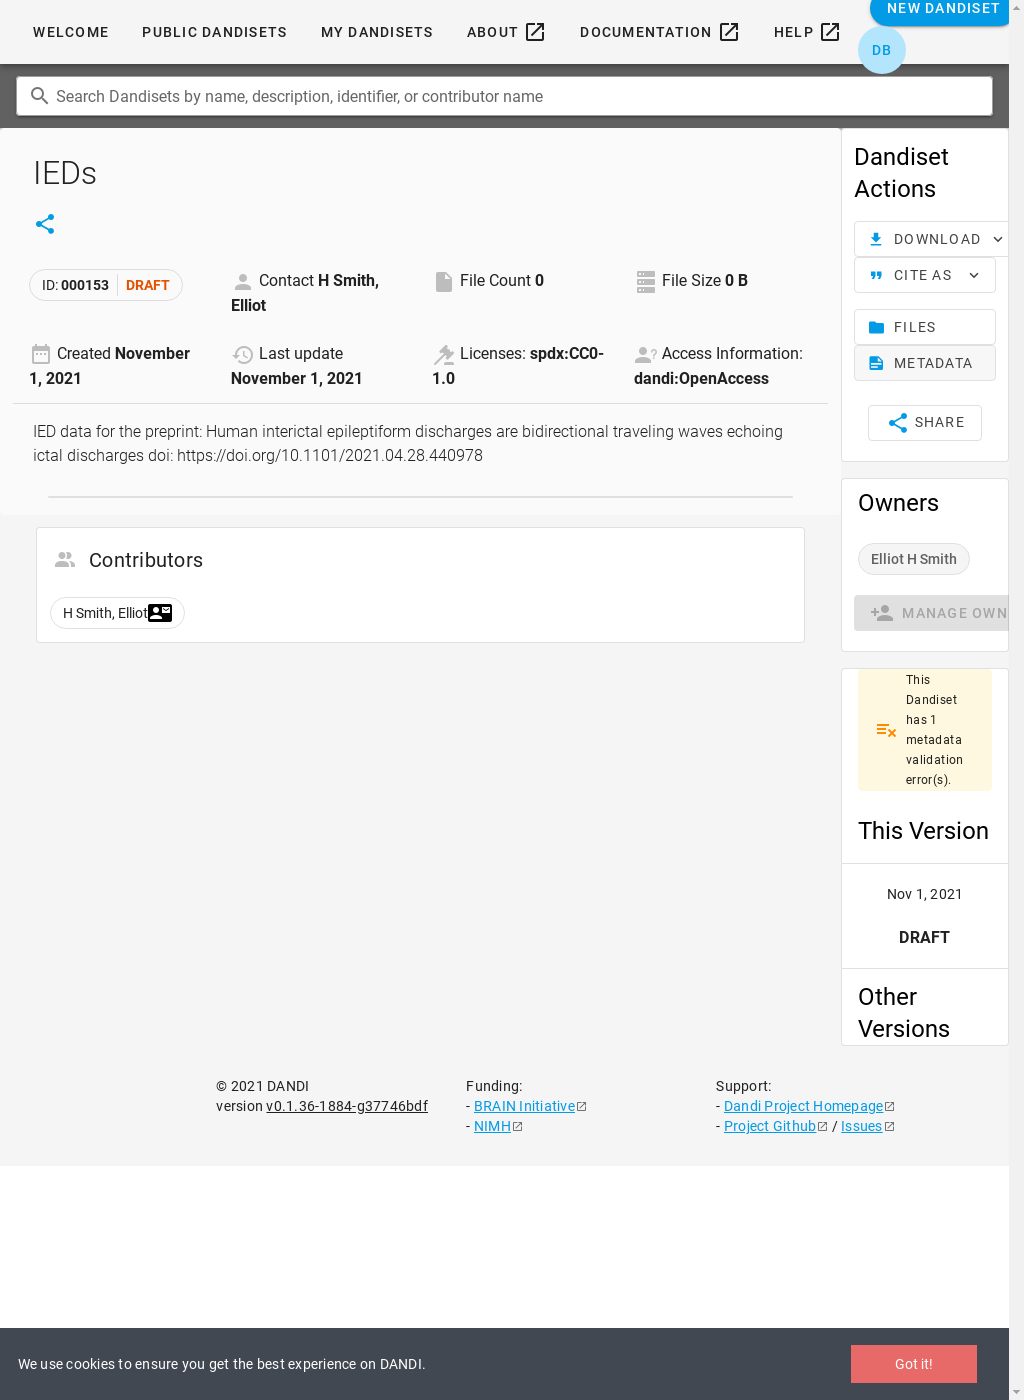 WELCOME PUBLIC DANDISETS MY DANDISETS ABOUT DOCUMENTATION HELP NEW DANDISET
DB
Search Dandisets by name, description, identifier, or contributor name
IEDs
ID: 000153 DRAFT
Contact H Smith,
Elliot
File Count 0
File Size 0 B
Created November
1, 2021
Last update
November 1, 2021
Licenses: spdx:CC0-
1.0
Access Information:
dandi:OpenAccess
IED data for the preprint: Human interictal epileptiform discharges are bidirectional traveling waves echoing
ictal discharges doi: https://doi.org/10.1101/2021.04.28.440978
Contributors
H Smith, Elliot
Dandiset
Actions
DOWNLOAD
CITE AS
FILES
METADATA
SHARE
Owners
Elliot H Smith
MANAGE OWN
This
Dandiset
has 1
metadata
validation
error(s).
This Version
Nov 1, 2021
DRAFT
Other
Versions
© 2021 DANDI
version v0.1.36-1884-g37746bdf
Funding:
- BRAIN Initiative
- NIMH
Support:
- Dandi Project Homepage
- Project Github / Issues
We use cookies to ensure you get the best experience on DANDI.
Got it!